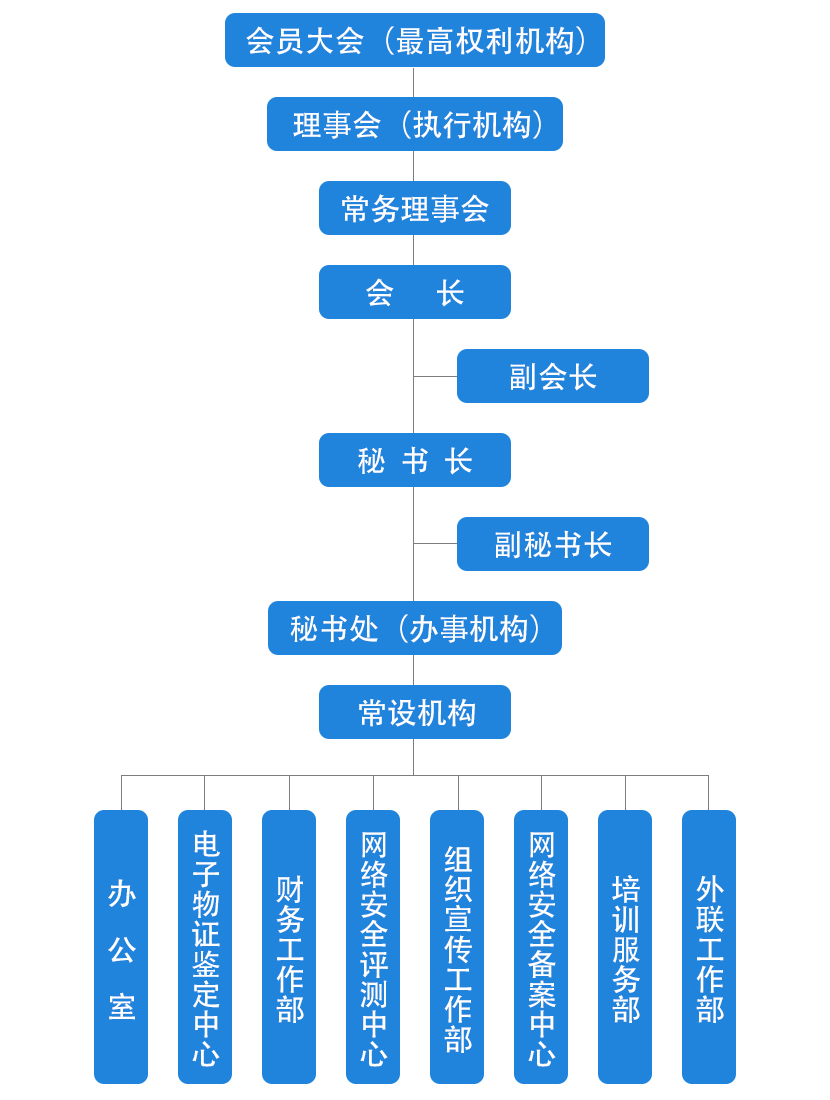 会员大会（最高权利机构）
理事会（执行机构）
常务理事会
会 长
副会长
秘 书 长
副秘书长
秘书处（办事机构）
常设机构
办公室
电子物证鉴定中心
财务工作部
网络安全评测中心
组织宣传工作部
网络安全备案中心
培训服务部
外联工作部